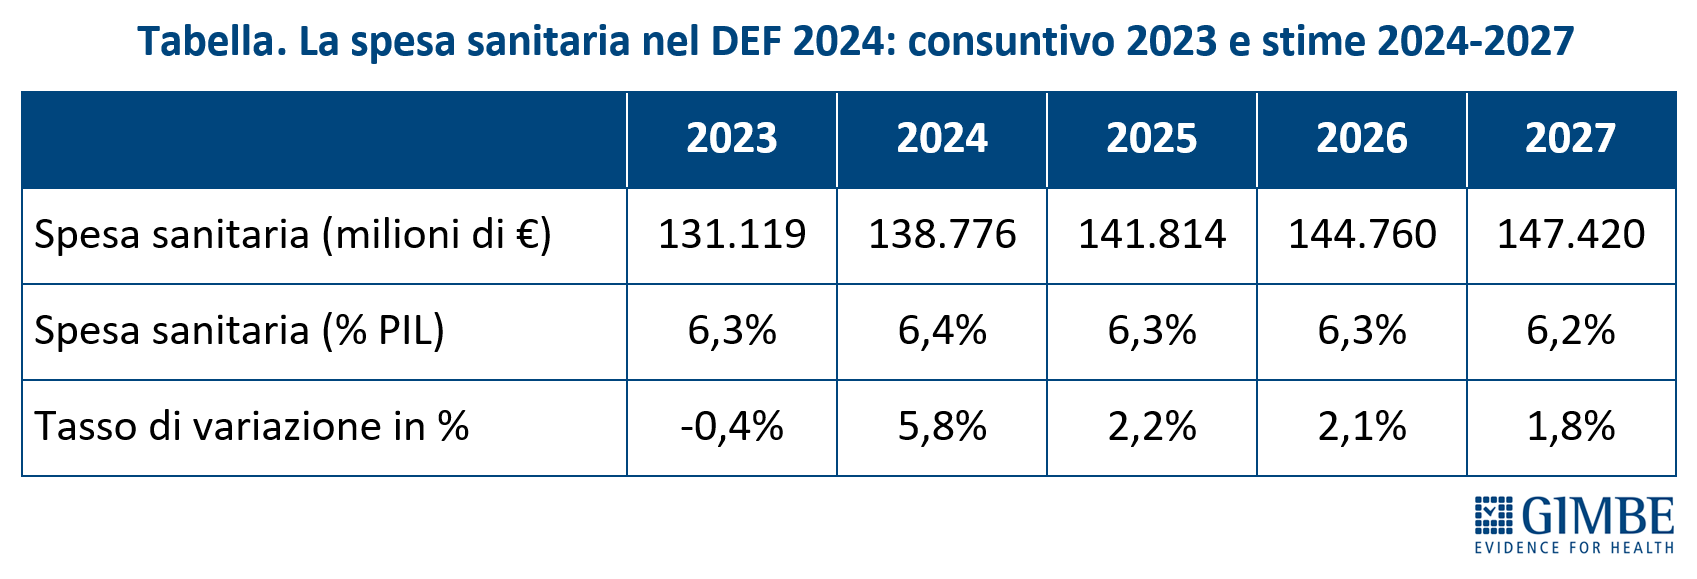 Tabella. La spesa sanitaria nel DEF 2024: consuntivo 2023 e stime 2024-2027
2023 2024 2025 2026 2027
Spesa sanitaria (milioni di €) 131.119 138.776 141.814 144.760 147.420
Spesa sanitaria (% PIL) 6,3% 6,4% 6,3% 6,3% 6,2%
Tasso di variazione in % -0,4% 5,8% 2,2% 2,1% 1,8%
GIMBE
EVIDENCE FOR HEALTH